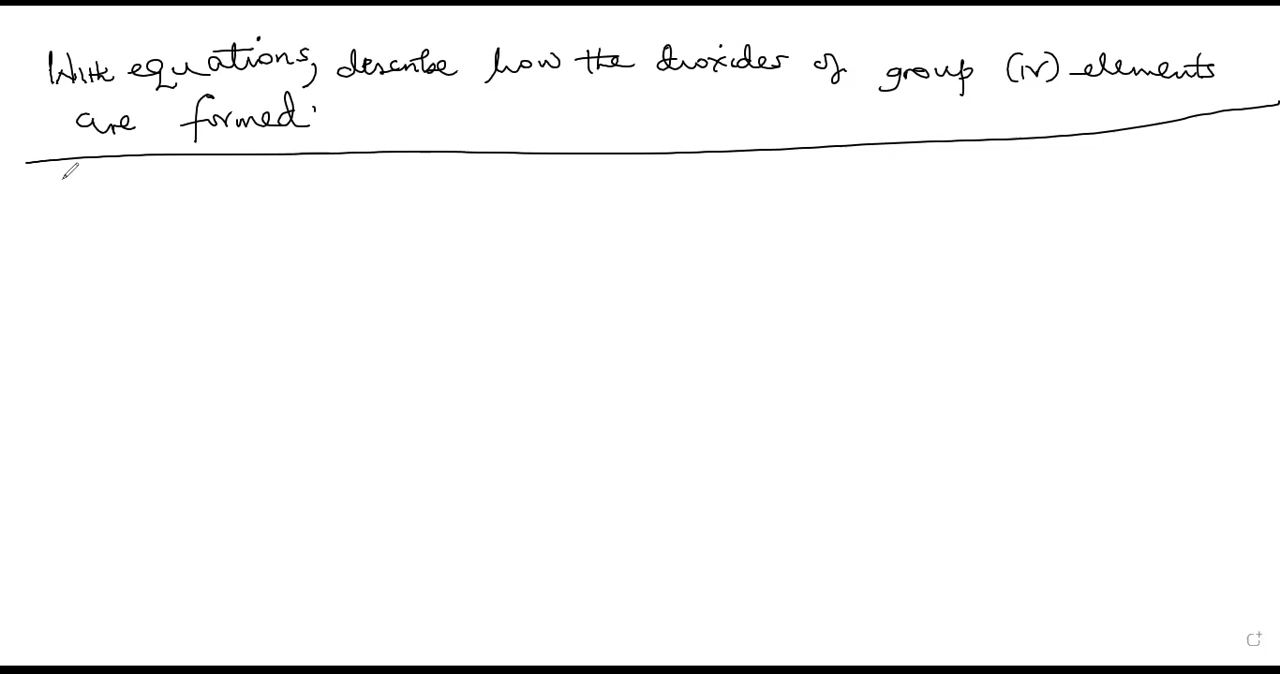 With equations, describe how the dioxides of group (iv) elements
are formed.